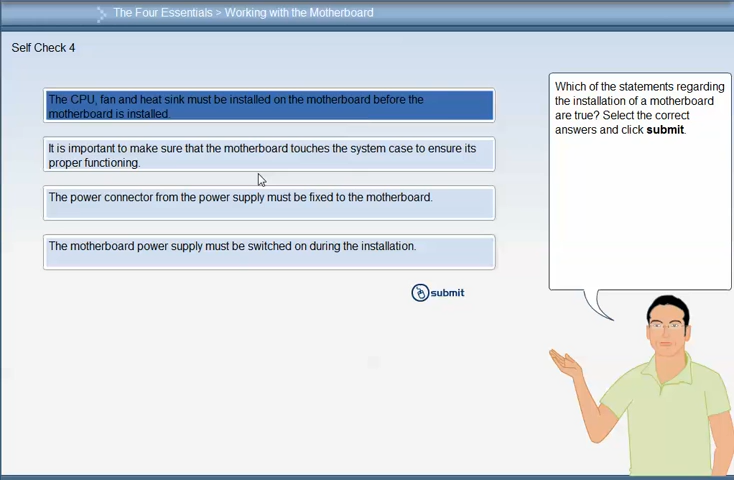 The Four Essentials > Working with the Motherboard
Self Check 4
The CPU, fan and heat sink must be installed on the motherboard before the
motherboard is installed.
It is important to make sure that the motherboard touches the system case to ensure its
proper functioning.
The power connector from the power supply must be fixed to the motherboard.
The motherboard power supply must be switched on during the installation.
submit
Which of the statements regarding
the installation of a motherboard
are true? Select the correct
answers and click submit.